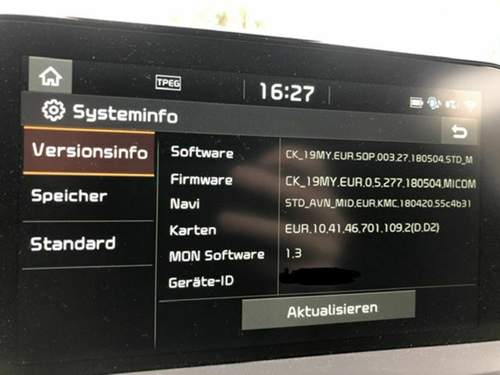 TPEG
16:27
Systeminfo
Versionsinfo
Speicher
Standard
Software CK_19MY.EUR.SOP.003.27.180504.STD_M
Firmware CK_19MY.EUR.0.5.277.180504.MICOM
Navi STD_AVN_MID.EUR.KMC.180420.55c4b31
Karten EUR.10.41.46.701.109.2(D.D2)
MON Software 1.3
Geräte-ID
Aktualisieren